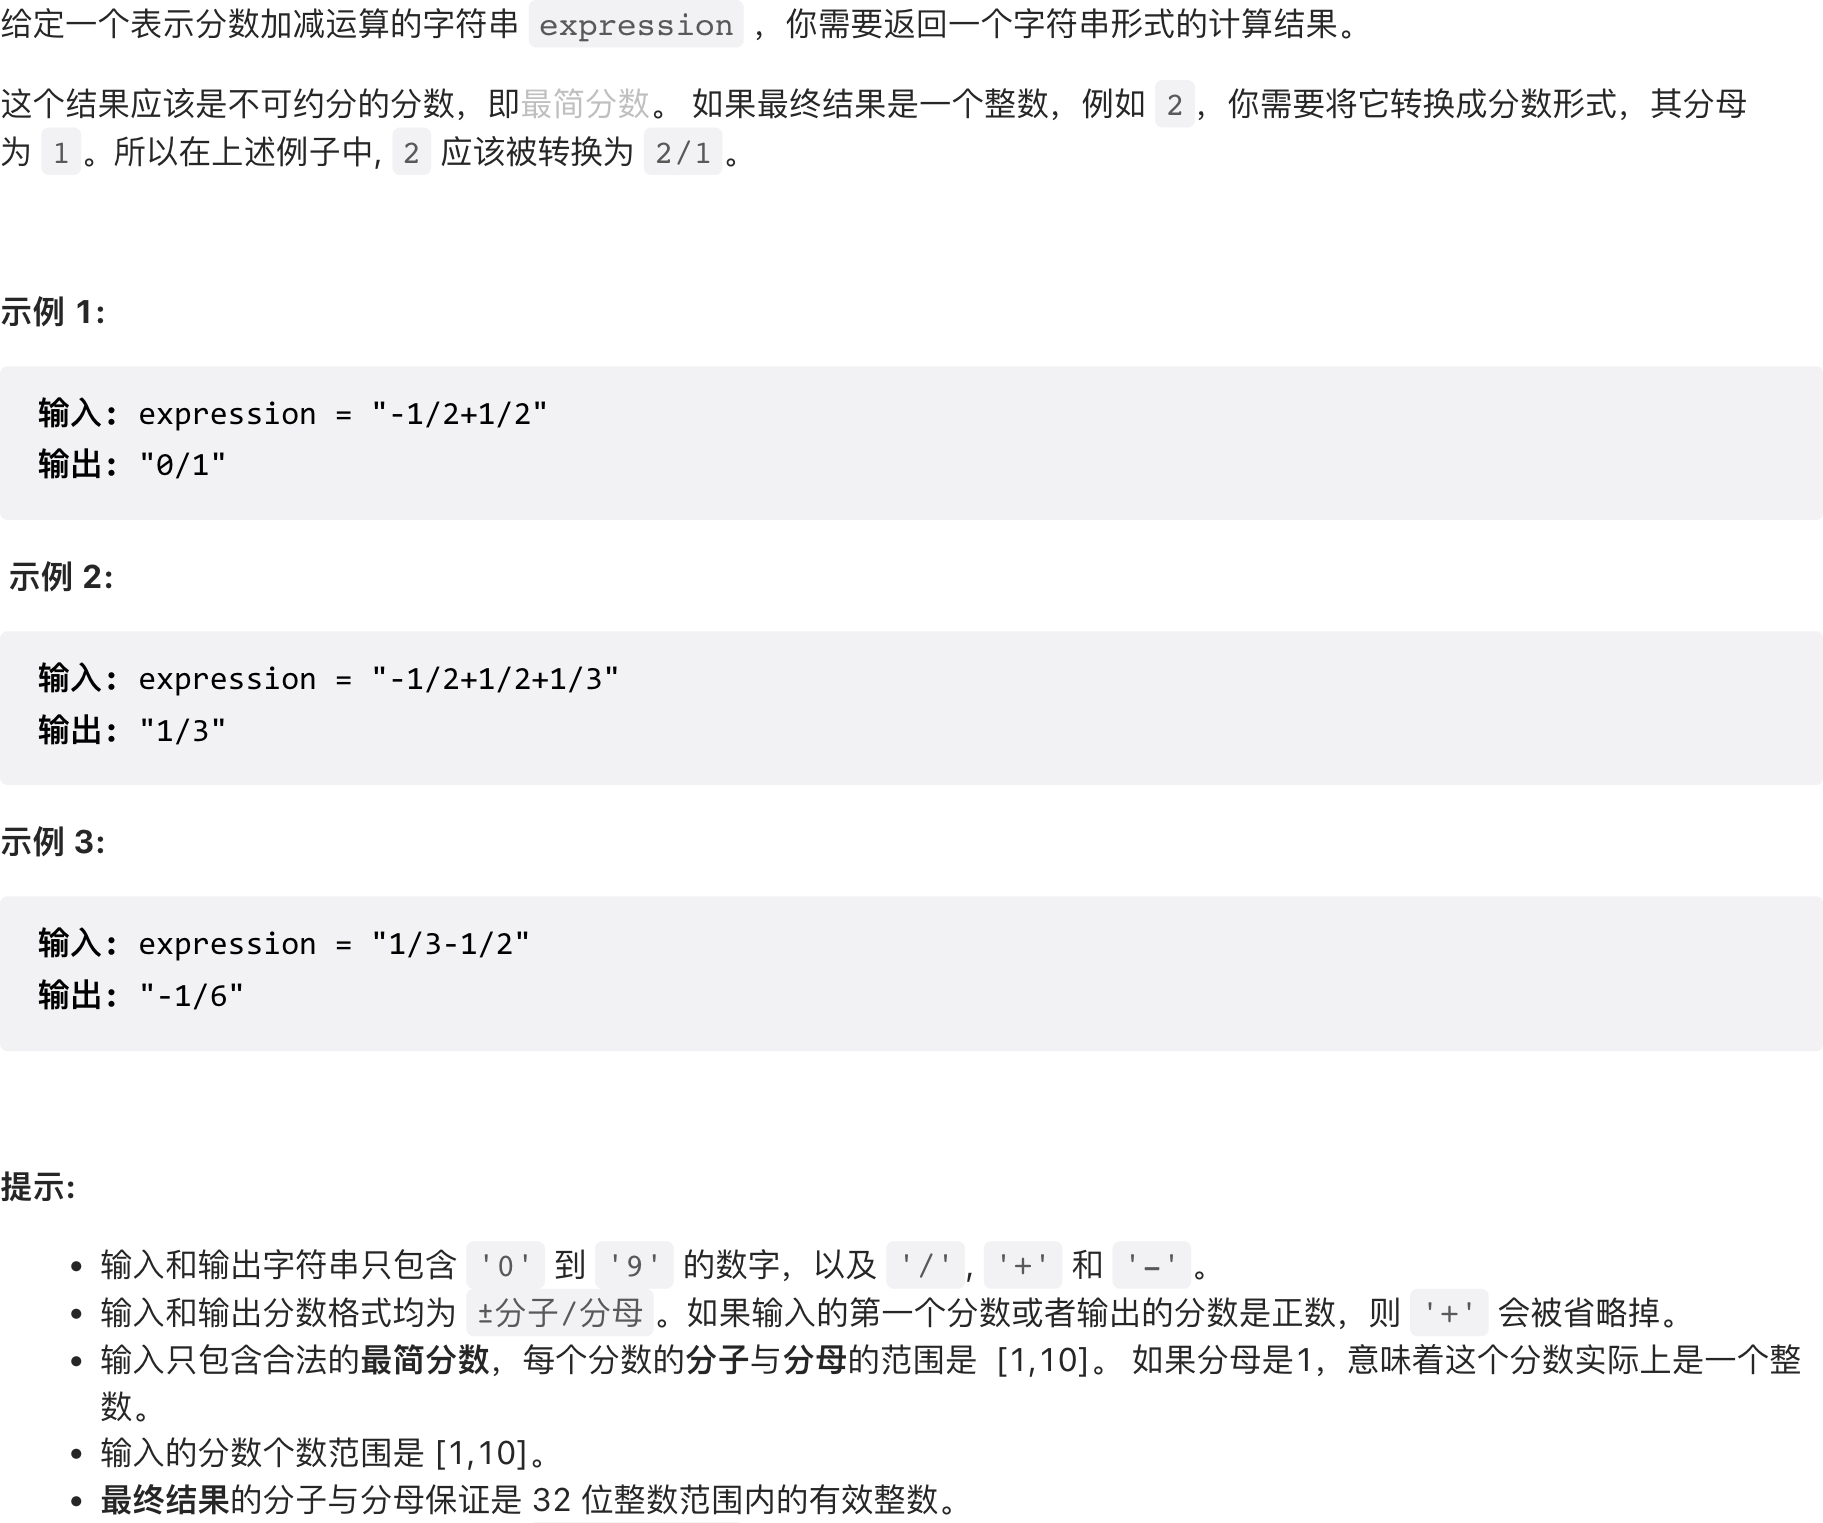 给定一个表示分数加减运算的字符串 expression ，你需要返回一个字符串形式的计算结果。
这个结果应该是不可约分的分数，即最简分数。 如果最终结果是一个整数，例如 2，你需要将它转换成分数形式，其分母
为 1。所以在上述例子中, 2 应该被转换为 2/1。
示例 1:
输入: expression = "-1/2+1/2"
输出: "0/1"
示例 2:
输入: expression = "-1/2+1/2+1/3"
输出: "1/3"
示例 3:
输入: expression = "1/3-1/2"
输出: "-1/6"
提示:
• 输入和输出字符串只包含 '0' 到 '9' 的数字，以及 '/', '+' 和 '-'。
• 输入和输出分数格式均为 ±分子/分母。如果输入的第一个分数或者输出的分数是正数，则 '+' 会被省略掉。
• 输入只包含合法的最简分数，每个分数的分子与分母的范围是 [1,10]。 如果分母是1，意味着这个分数实际上是一个整
数。
• 输入的分数个数范围是 [1,10]。
• 最终结果的分子与分母保证是 32 位整数范围内的有效整数。